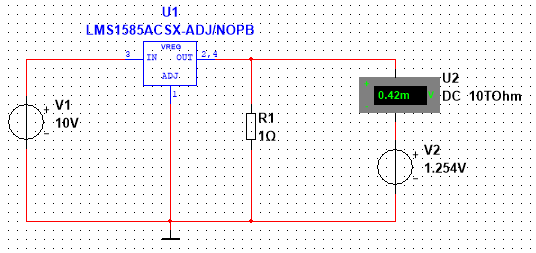 U1
LMS1585ACSX-ADJ/NOPB
VREG
3 IN OUT 2,4
ADJ
1
V1
10V
R1
1Ω
U2
0.42m V DC 10TOhm
V2
1.254V